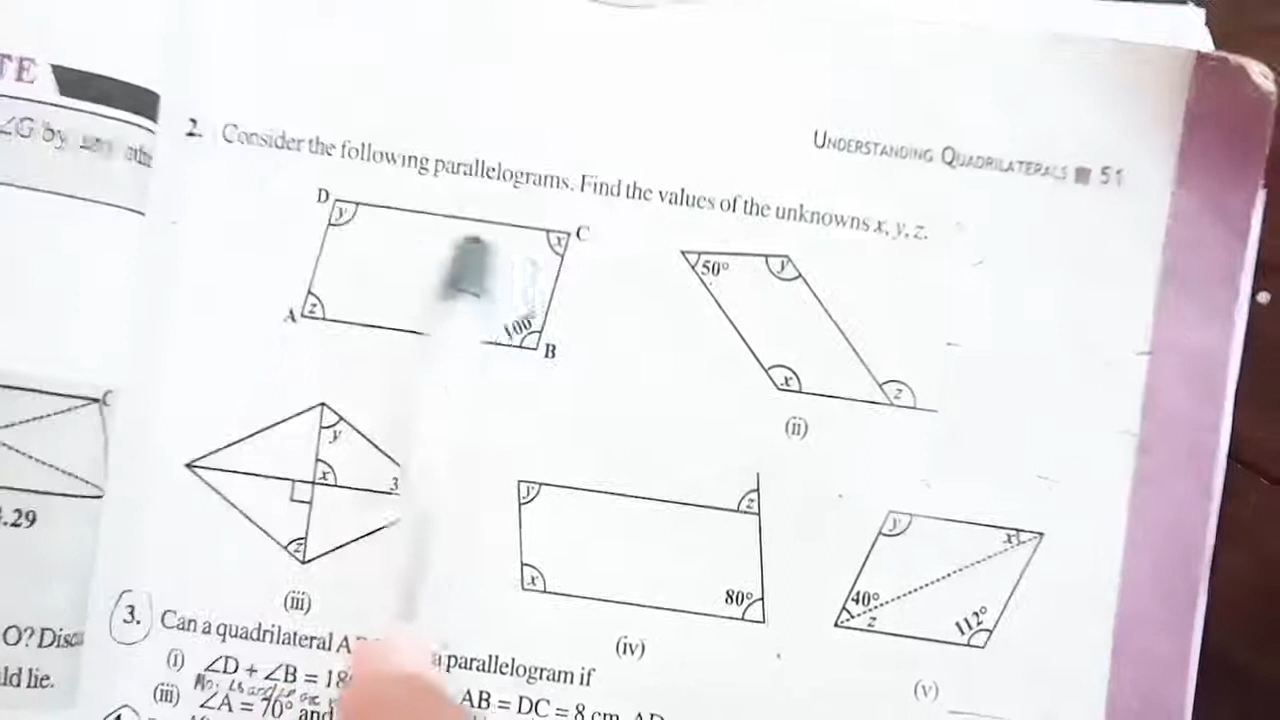 TE
∠G by
UNDERSTANDING QUADRILATERALS ■ 51
2. Consider the following parallelograms. Find the values of the unknowns x, y, z.
D y x C
A z 100° B
50° y
x z
(ii)
y
x 3
z
(iii)
y z
x 80°
(iv)
y x
40° z 112°
(v)
C
.29
O?
ld lie.
3. Can a quadrilateral A a parallelogram if
(i) ∠D + ∠B = 18
AB = DC = 8 cm, AD
(iii) ∠A = 70° and